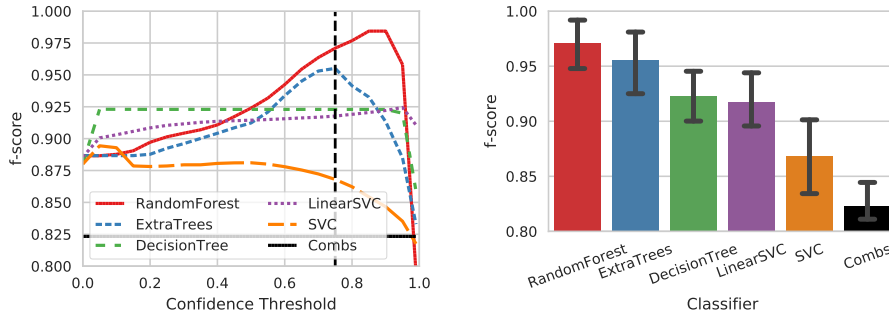 1.000
0.975
0.950
0.925
0.900
0.875
0.850
0.825
0.800
f-score
0.0 0.2 0.4 0.6 0.8 1.0
Confidence Threshold
RandomForest
ExtraTrees
DecisionTree
LinearSVC
SVC
Combs
1.00
0.95
0.90
0.85
0.80
f-score
RandomForest ExtraTrees DecisionTree LinearSVC SVC Combs
Classifier